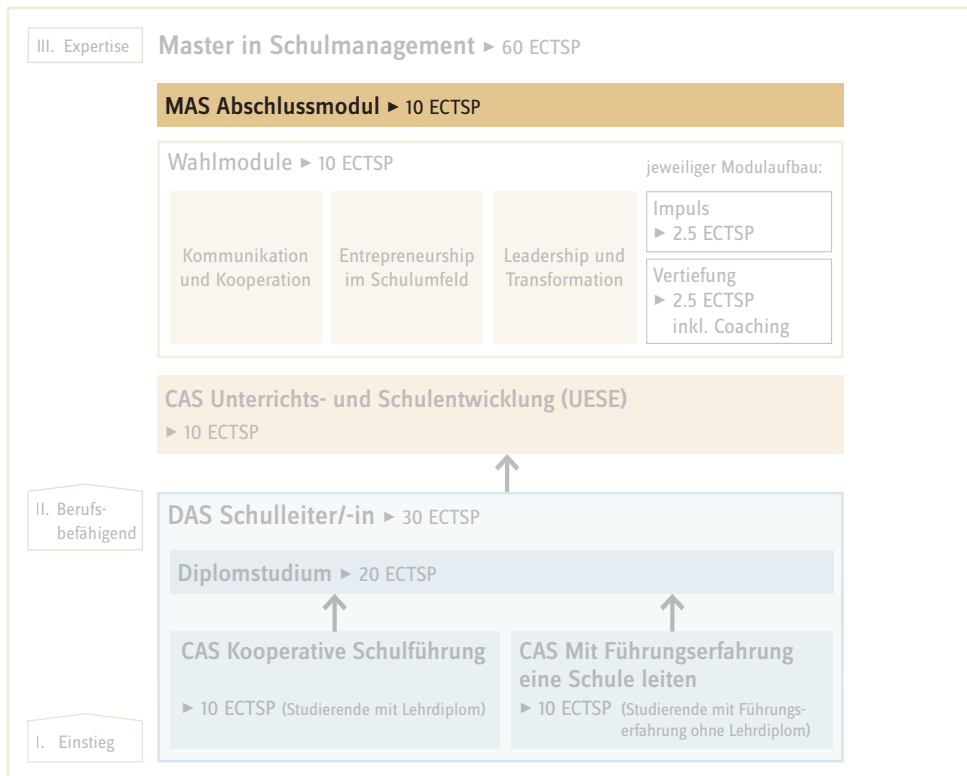 III. Expertise
Master in Schulmanagement ► 60 ECTSP
MAS Abschlussmodul ► 10 ECTSP
Wahlmodule ► 10 ECTSP
jeweiliger Modulaufbau:
Kommunikation
und Kooperation
Entrepreneurship
im Schulumfeld
Leadership und
Transformation
Impuls
► 2.5 ECTSP
Vertiefung
► 2.5 ECTSP
inkl. Coaching
CAS Unterrichts- und Schulentwicklung (UESE)
► 10 ECTSP
II. Berufs-
befähigend
DAS Schulleiter/-in ► 30 ECTSP
Diplomstudium ► 20 ECTSP
CAS Kooperative Schulführung
► 10 ECTSP (Studierende mit Lehrdiplom)
CAS Mit Führungserfahrung
eine Schule leiten
► 10 ECTSP (Studierende mit Führungs-
erfahrung ohne Lehrdiplom)
I. Einstieg